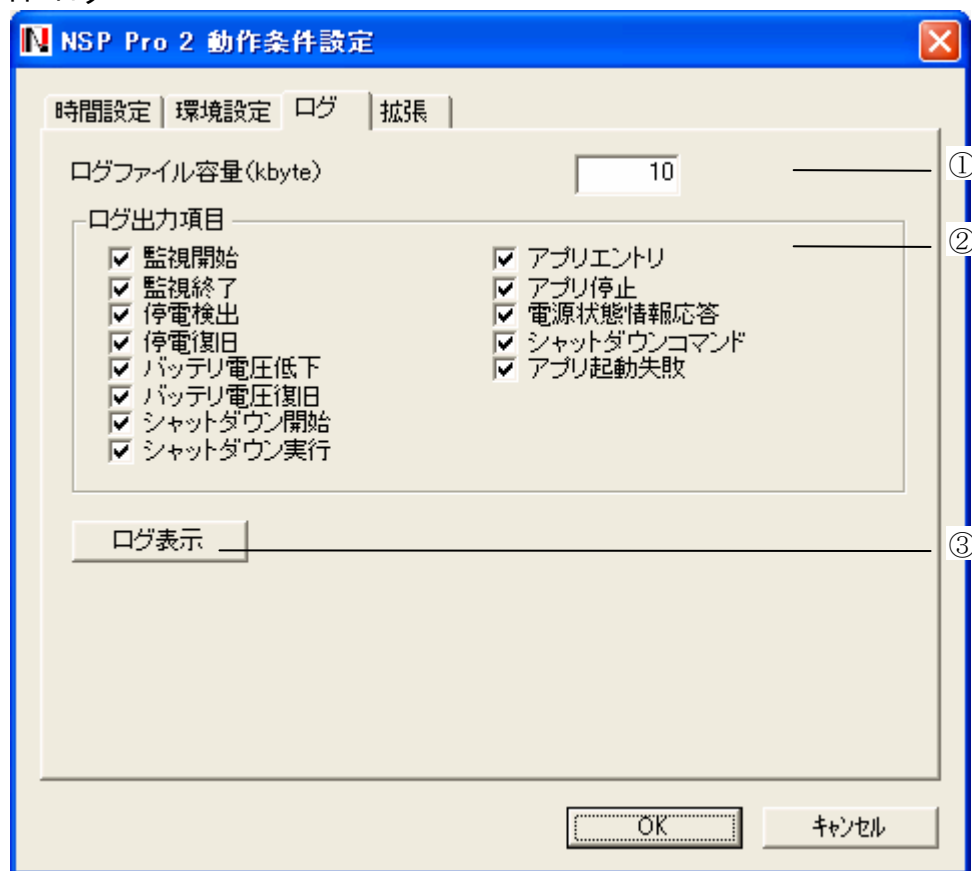 NSP Pro 2 動作条件設定
時間設定 環境設定 ログ 拡張
ログファイル容量(kbyte) 10 ①
ログ出力項目 ②
監視開始 アプリエントリ
監視終了 アプリ停止
停電検出 電源状態情報応答
停電復旧 シャットダウンコマンド
バッテリ電圧低下 アプリ起動失敗
バッテリ電圧復旧
シャットダウン開始
シャットダウン実行
ログ表示 ③
OK キャンセル